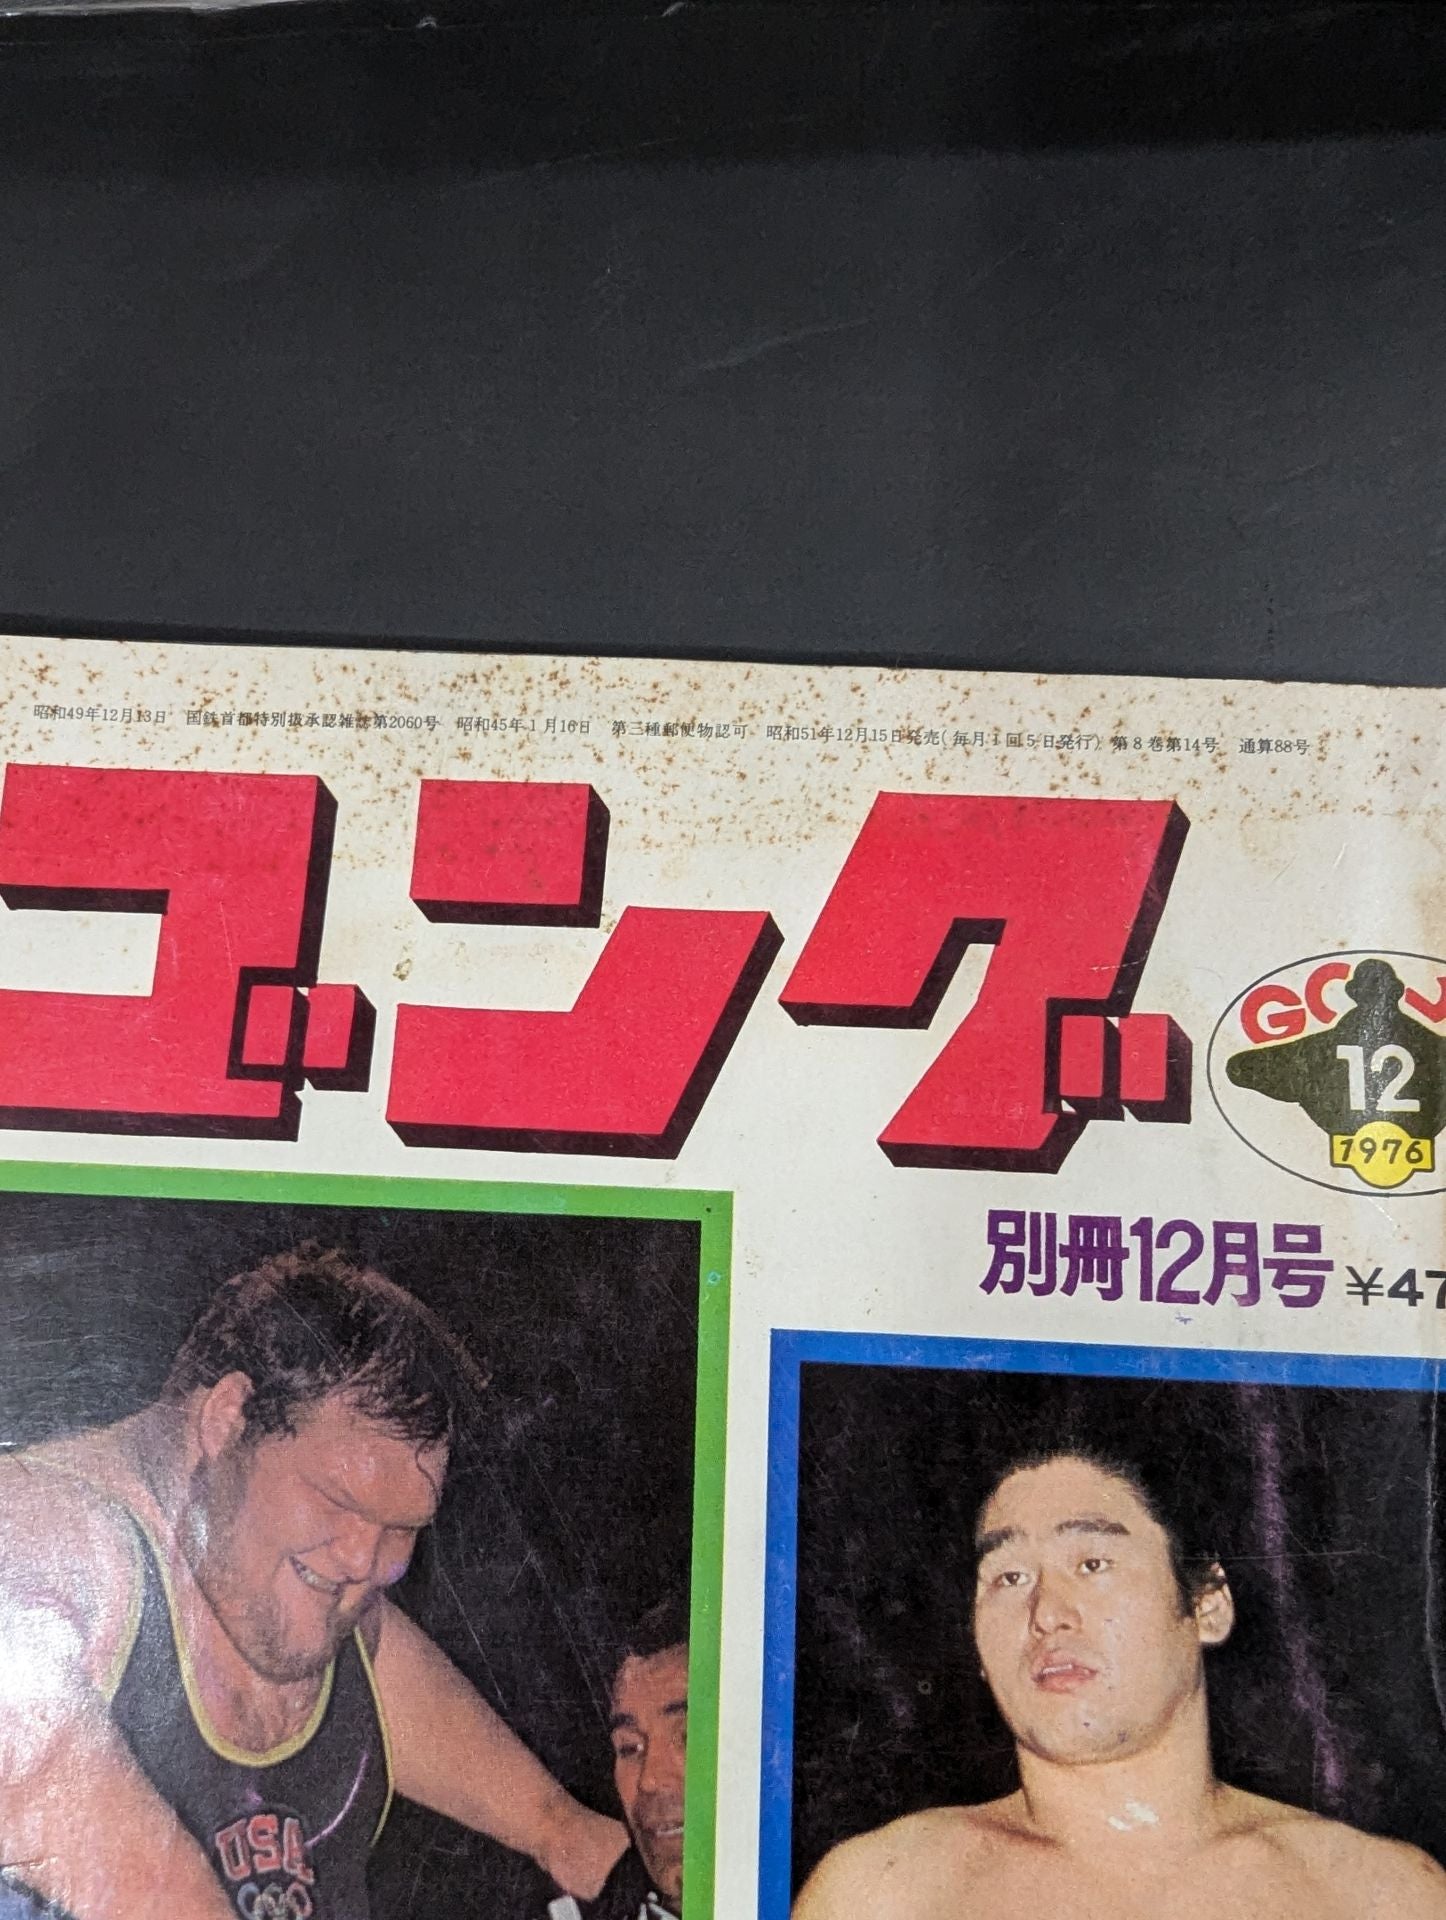 昭和49年12月13日　国鉄首都特別扱承認雑誌第2060号　昭和45年1月16日　第三種郵便物認可　昭和51年12月15日発売(毎月1回5日発行)　第8巻第14号　通算88号
ゴング
GO
12
1976
別冊12月号 ¥47
USA